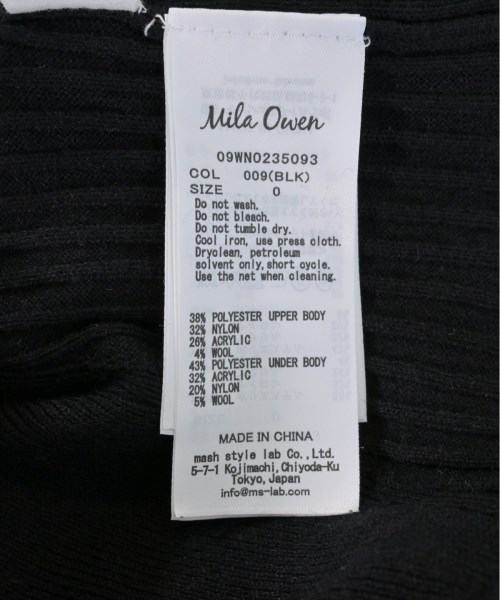 Mila Owen
09WN0235093
COL 009(BLK)
SIZE 0
Do not wash.
Do not bleach.
Do not tumble dry.
Cool iron, use press cloth.
Dryclean, petroleum
solvent only, short cycle.
Use the net when cleaning.
38% POLYESTER UPPER BODY
32% NYLON
26% ACRYLIC
4% WOOL
43% POLYESTER UNDER BODY
32% ACRYLIC
20% NYLON
5% WOOL
MADE IN CHINA
mash style lab Co., Ltd.
5-7-1 Kojimachi, Chiyoda-Ku
Tokyo, Japan
info@ms-lab.com